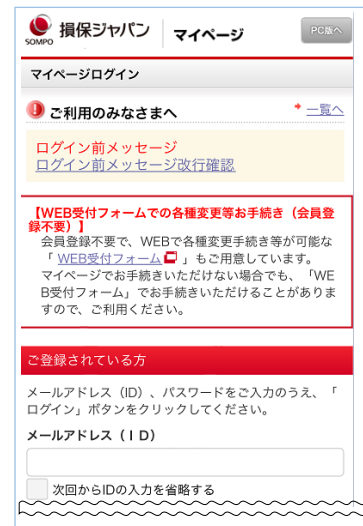 損保ジャパン マイページ PC版へ
SOMPO
マイページログイン
ご利用のみなさまへ 一覧へ
ログイン前メッセージ
ログイン前メッセージ改行確認
【WEB受付フォームでの各種変更等お手続き（会員登
録不要）】
会員登録不要で、WEBで各種変更手続き等が可能な
「 WEB受付フォーム 」もご用意しています。
マイページでお手続きいただけない場合でも、「WE
B受付フォーム」でお手続きいただけることがありま
すので、ご利用ください。
ご登録されている方
メールアドレス（ID）、パスワードをご入力のうえ、「
ログイン」ボタンをクリックしてください。
メールアドレス（ＩＤ）
次回からIDの入力を省略する